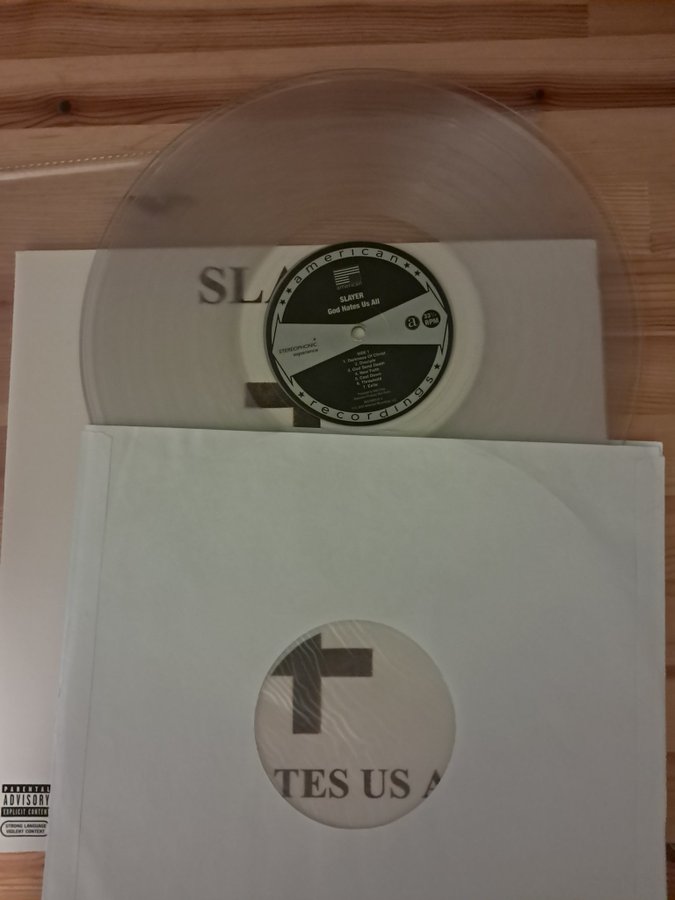 SLA
american
american
SLAYER
God Hates Us All
STEREOPHONIC
experience
a
33⅓
RPM
SIDE 1
1. Darkness Of Christ
2. Disciple
3. God Send Death
4. New Faith
5. Cast Down
6. Threshold
7. Exile
recordings
TES US A
PARENTAL
ADVISORY
EXPLICIT CONTENT
STRONG LANGUAGE
VIOLENT CONTENT